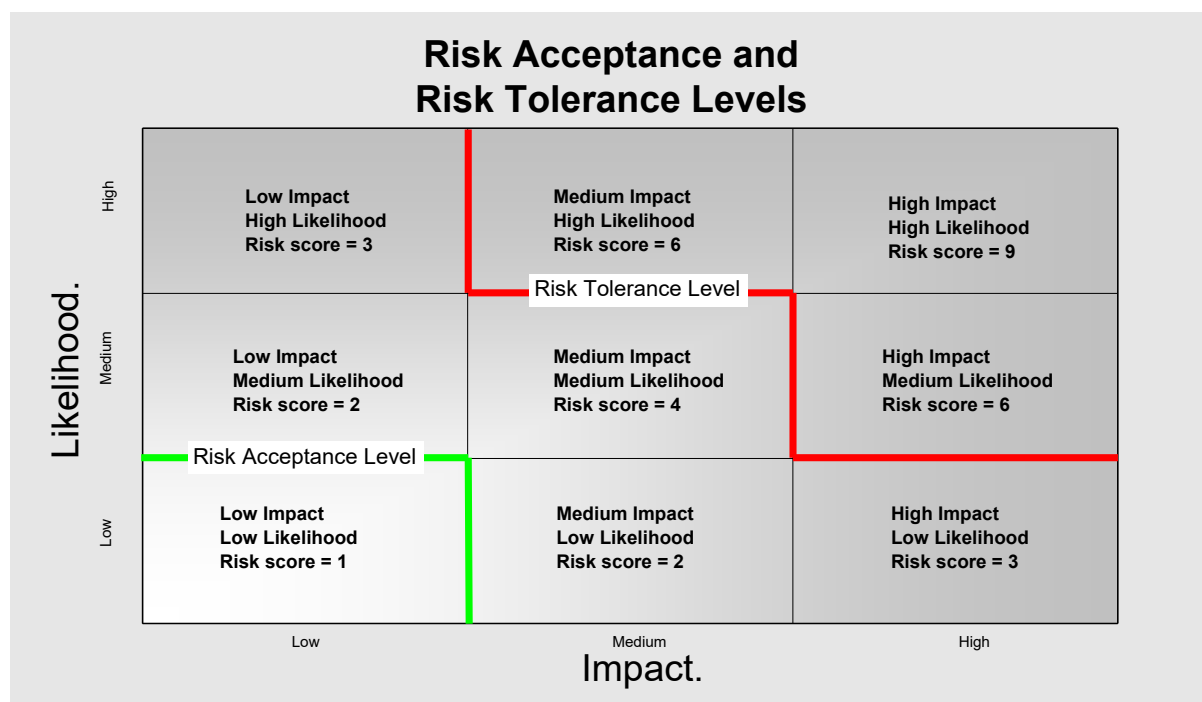 Risk Acceptance and
Risk Tolerance Levels
High
Low Impact
High Likelihood
Risk score = 3
Medium Impact
High Likelihood
Risk score = 6
High Impact
High Likelihood
Risk score = 9
Risk Tolerance Level
Likelihood.
Medium
Low Impact
Medium Likelihood
Risk score = 2
Medium Impact
Medium Likelihood
Risk score = 4
High Impact
Medium Likelihood
Risk score = 6
Risk Acceptance Level
Low
Low Impact
Low Likelihood
Risk score = 1
Medium Impact
Low Likelihood
Risk score = 2
High Impact
Low Likelihood
Risk score = 3
Low
Medium
High
Impact.